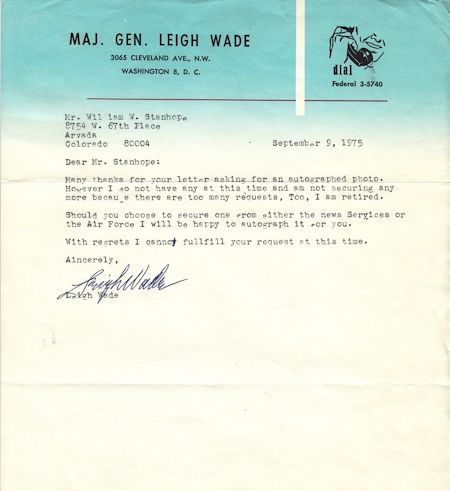 MAJ. GEN. LEIGH WADE
3065 CLEVELAND AVE., N.W.
WASHINGTON 8, D. C.
dial
Federal 3-5740
Mr. William W. Stanhope
8754 W. 67th Place
Arvada
Colorado 80004
September 9, 1975
Dear Mr. Stanhope:
Many thanks for your letter asking for an autographed photo.
However I do not have any at this time and am not securing any
more because there are too many requests, Too, I am retired.
Should you choose to secure one from either the news Sergices or
the Air Force I will be happy to autograph it for you.
With regrets I cannot fullfill your request at this time.
Sincerely,
Leigh Wade
Leigh Wade